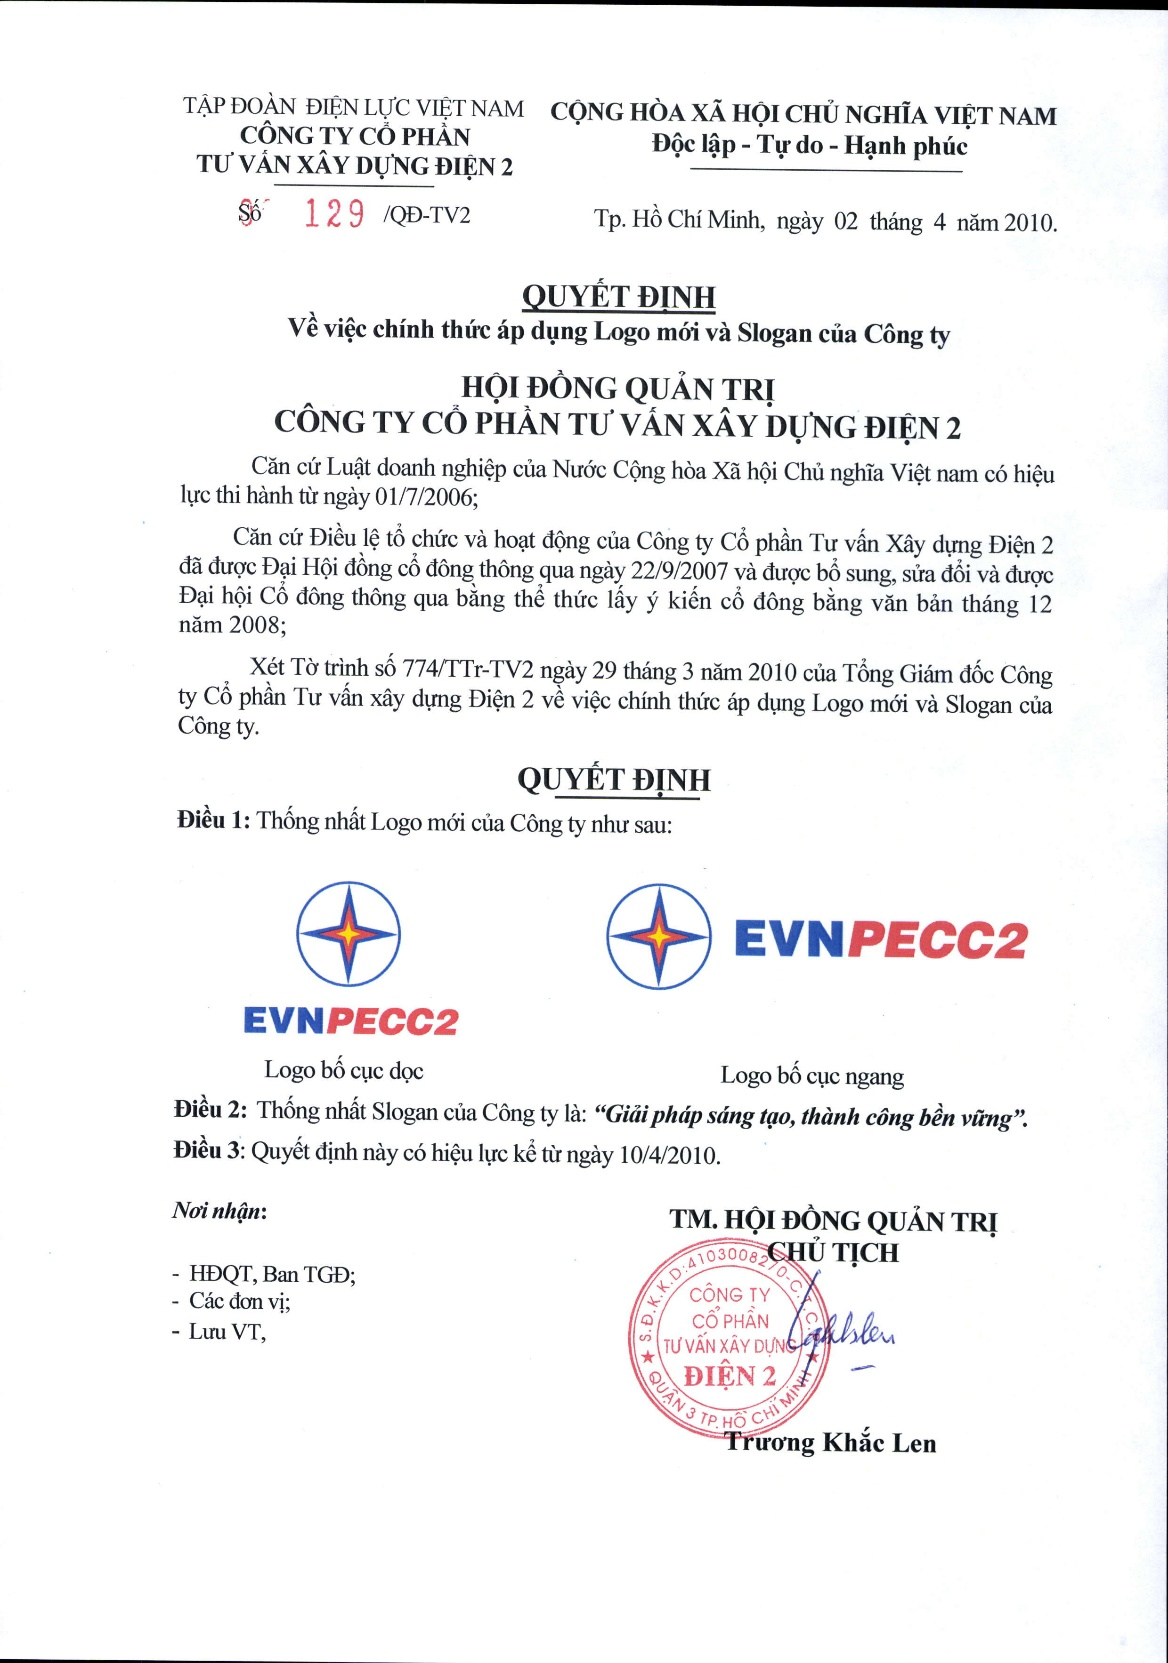 TẬP ĐOÀN ĐIỆN LỰC VIỆT NAM
CÔNG TY CỔ PHẦN
TƯ VẤN XÂY DỰNG ĐIỆN 2
Số 129 /QĐ-TV2
CỘNG HÒA XÃ HỘI CHỦ NGHĨA VIỆT NAM
Độc lập - Tự do - Hạnh phúc
Tp. Hồ Chí Minh, ngày 02 tháng 4 năm 2010.
QUYẾT ĐỊNH
Về việc chính thức áp dụng Logo mới và Slogan của Công ty
HỘI ĐỒNG QUẢN TRỊ
CÔNG TY CỔ PHẦN TƯ VẤN XÂY DỰNG ĐIỆN 2
Căn cứ Luật doanh nghiệp của Nước Cộng hòa Xã hội Chủ nghĩa Việt nam có hiệu
lực thi hành từ ngày 01/7/2006;
Căn cứ Điều lệ tổ chức và hoạt động của Công ty Cổ phần Tư vấn Xây dựng Điện 2
đã được Đại Hội đồng cổ đông thông qua ngày 22/9/2007 và được bổ sung, sửa đổi và được
Đại hội Cổ đông thông qua bằng thể thức lấy ý kiến cổ đông bằng văn bản tháng 12
năm 2008;
Xét Tờ trình số 774/TTr-TV2 ngày 29 tháng 3 năm 2010 của Tổng Giám đốc Công
ty Cổ phần Tư vấn xây dựng Điện 2 về việc chính thức áp dụng Logo mới và Slogan của
Công ty.
QUYẾT ĐỊNH
Điều 1: Thống nhất Logo mới của Công ty như sau:
EVNPECC2
EVNPECC2
Logo bố cục dọc
Logo bố cục ngang
Điều 2: Thống nhất Slogan của Công ty là: “Giải pháp sáng tạo, thành công bền vững”.
Điều 3: Quyết định này có hiệu lực kể từ ngày 10/4/2010.
Nơi nhận:
- HĐQT, Ban TGĐ;
- Các đơn vị;
- Lưu VT,
TM. HỘI ĐỒNG QUẢN TRỊ
CHỦ TỊCH
S.Đ.K.K.D:4103008270-C.T.C.
CÔNG TY
CỔ PHẦN
TƯ VẤN XÂY DỰNG
ĐIỆN 2
QUẬN 3 TP. HỒ CHÍ MINH
Trương Khắc Len